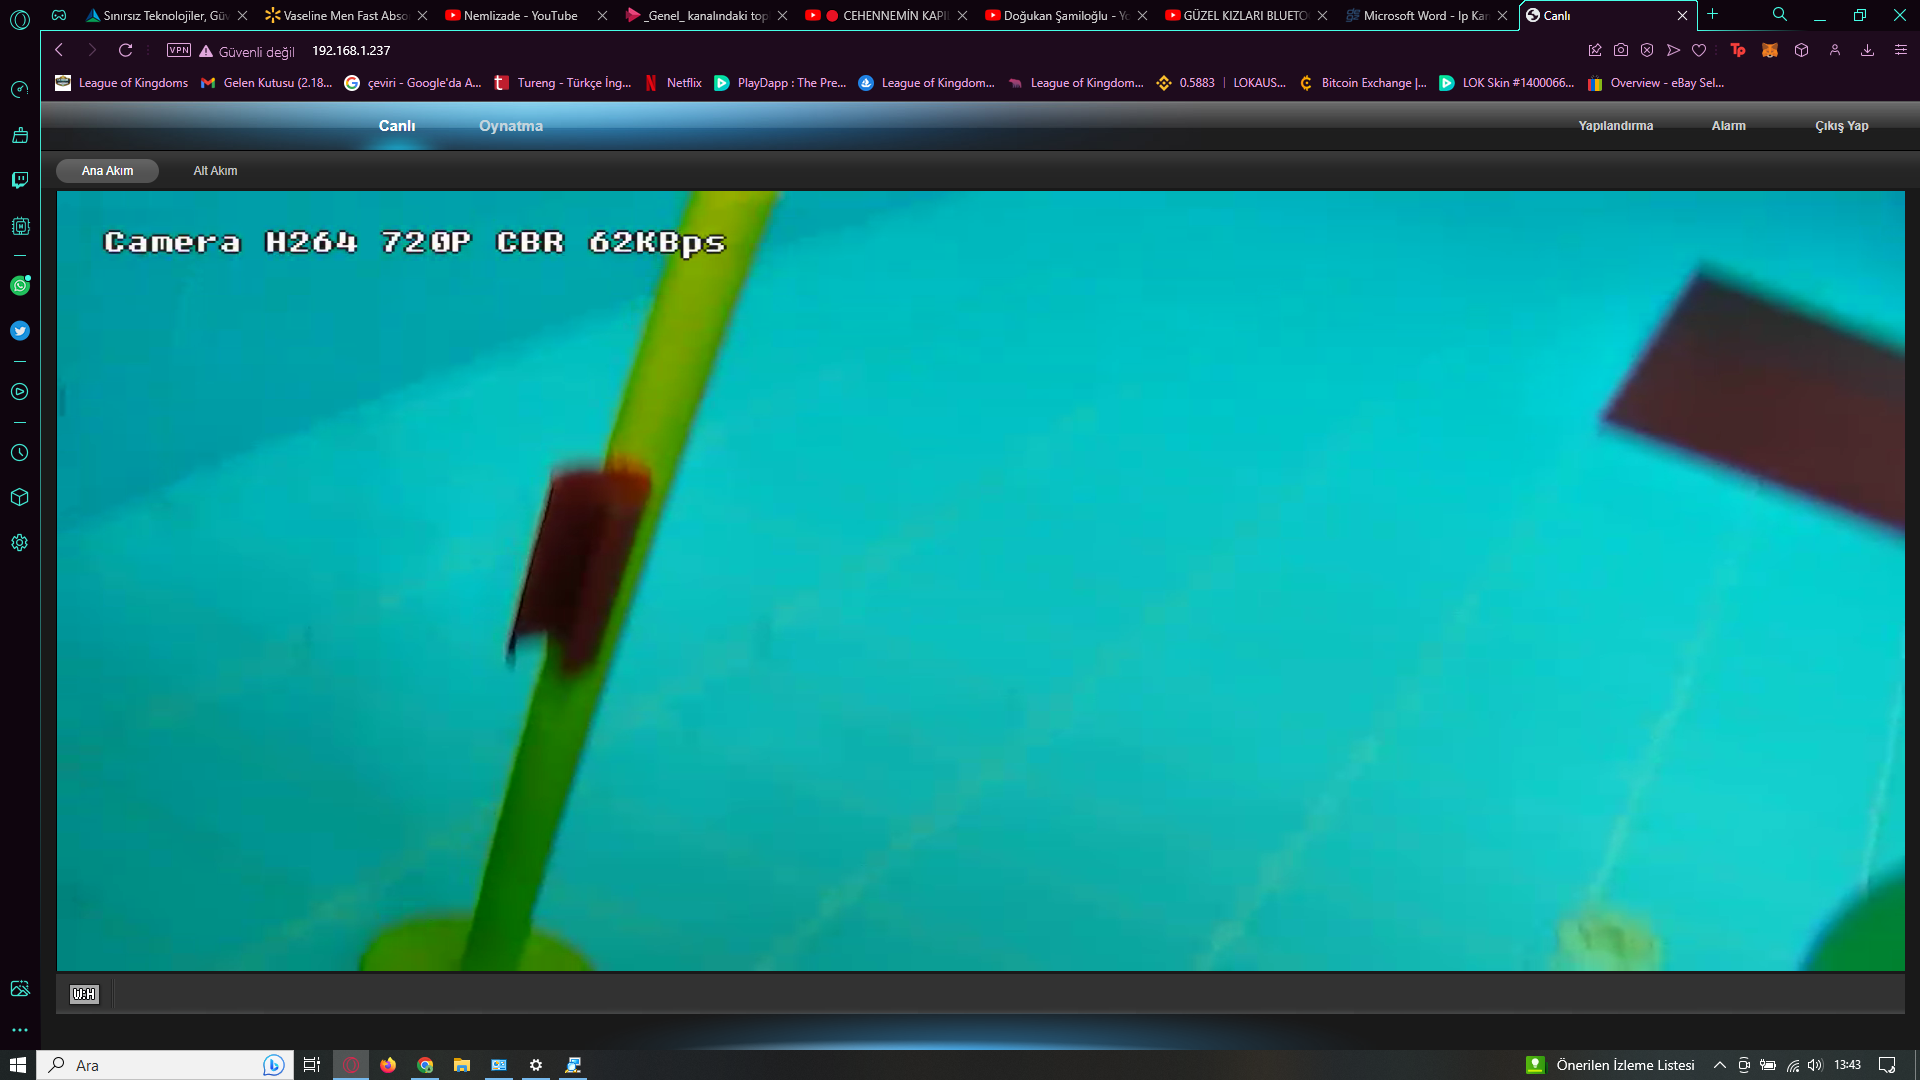 Sınırsız Teknolojiler, Güv
Vaseline Men Fast Abso
Nemlizade - YouTube
_Genel_ kanalındaki top
CEHENNEMİN KAPI
Doğukan Şamiloğlu - Yo
GÜZEL KIZLARI BLUETO
Microsoft Word - Ip Kar
Canlı
VPN
Güvenli değil
192.168.1.237
League of Kingdoms
Gelen Kutusu (2.18...
çeviri - Google'da A...
Tureng - Türkçe İng...
Netflix
PlayDapp : The Pre...
League of Kingdom...
League of Kingdom...
0.5883 | LOKAUS...
Bitcoin Exchange |...
LOK Skin #1400066...
Overview - eBay Sel...
Canlı
Oynatma
Yapılandırma
Alarm
Çıkış Yap
Ana Akım
Alt Akım
Camera H264 720P CBR 62KBps
W:H
Ara
Önerilen İzleme Listesi
13:43